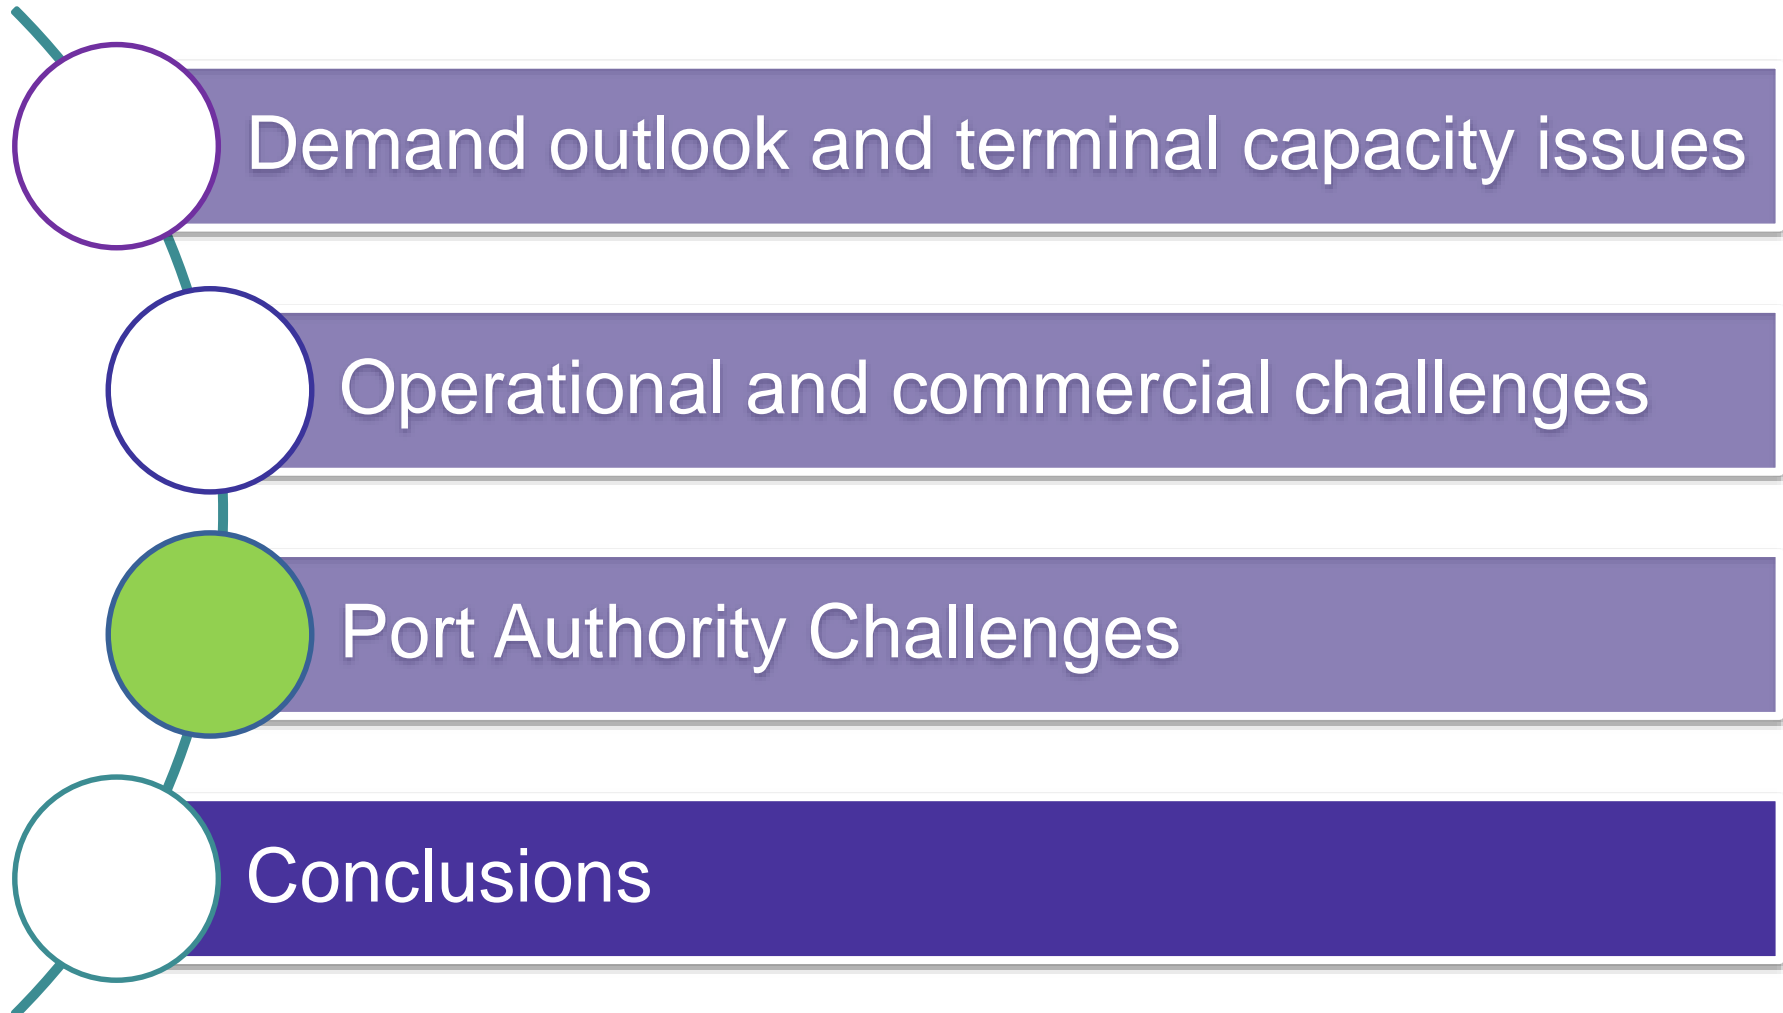 Demand outlook and terminal capacity issues
Operational and commercial challenges
Port Authority Challenges
Conclusions